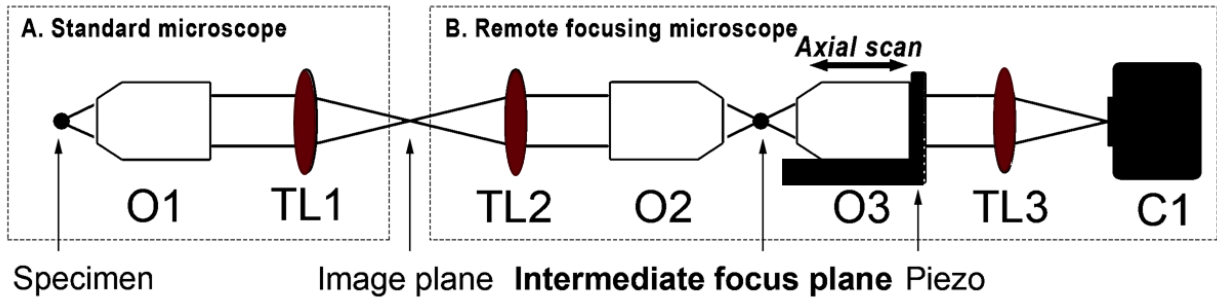 A. Standard microscope
B. Remote focusing microscope
Axial scan
O1 TL1 TL2 O2 O3 TL3 C1
Specimen Image plane Intermediate focus plane Piezo